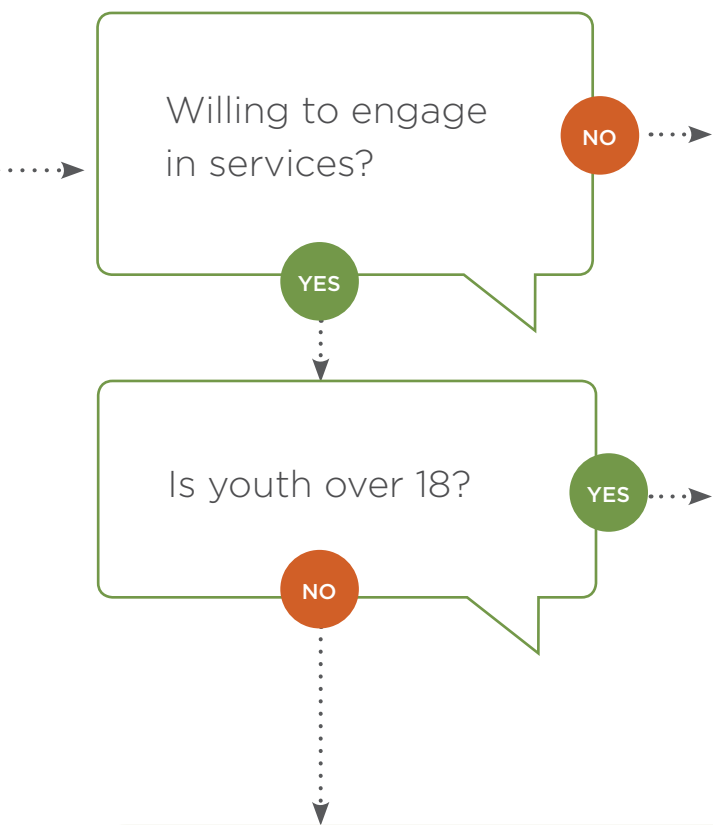 Willing to engage
in services?
NO
YES
Is youth over 18?
YES
NO